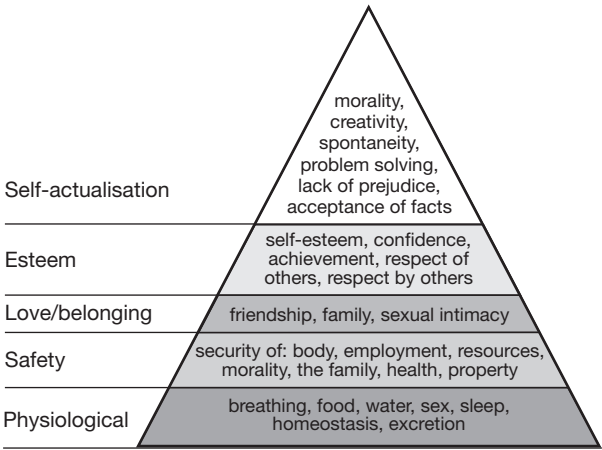 morality,
creativity,
spontaneity,
problem solving,
lack of prejudice,
acceptance of facts
Self-actualisation
self-esteem, confidence,
achievement, respect of
others, respect by others
Esteem
friendship, family, sexual intimacy
Love/belonging
security of: body, employment, resources,
morality, the family, health, property
Safety
breathing, food, water, sex, sleep,
homeostasis, excretion
Physiological